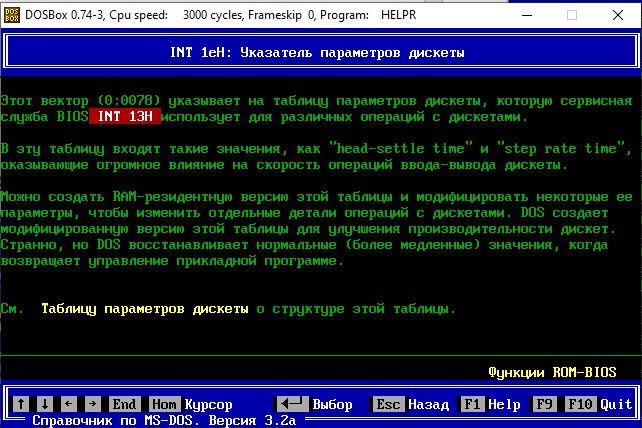 DOS BOX DOSBox 0.74-3, Cpu speed: 3000 cycles, Frameskip 0, Program: HELPR
INT 1eH: Указатель параметров дискеты
Этот вектор (0:0078) указывает на таблицу параметров дискеты, которую сервисная
служба BIOS INT 13H использует для различных операций с дискетами.
В эту таблицу входят такие значения, как "head-settle time" и "step rate time",
оказывающие огромное влияние на скорость операций ввода-вывода дискеты.
Можно создать RAM-резидентную версию этой таблицы и модифицировать некоторые ее
параметры, чтобы изменить отдельные детали операций с дискетами. DOS создает
модифицированную версию этой таблицы для улучшения производительности дискет.
Странно, но DOS восстанавливает нормальные (более медленные) значения, когда
возвращает управление прикладной программе.
См. Таблицу параметров дискеты о структуре этой таблицы.
Функции ROM-BIOS
↑ ↓ ← → End Hom Курсор ◄─┘ Выбор Esc Назад F1 Help F9 F10 Quit
Справочник по MS-DOS. Версия 3.2a